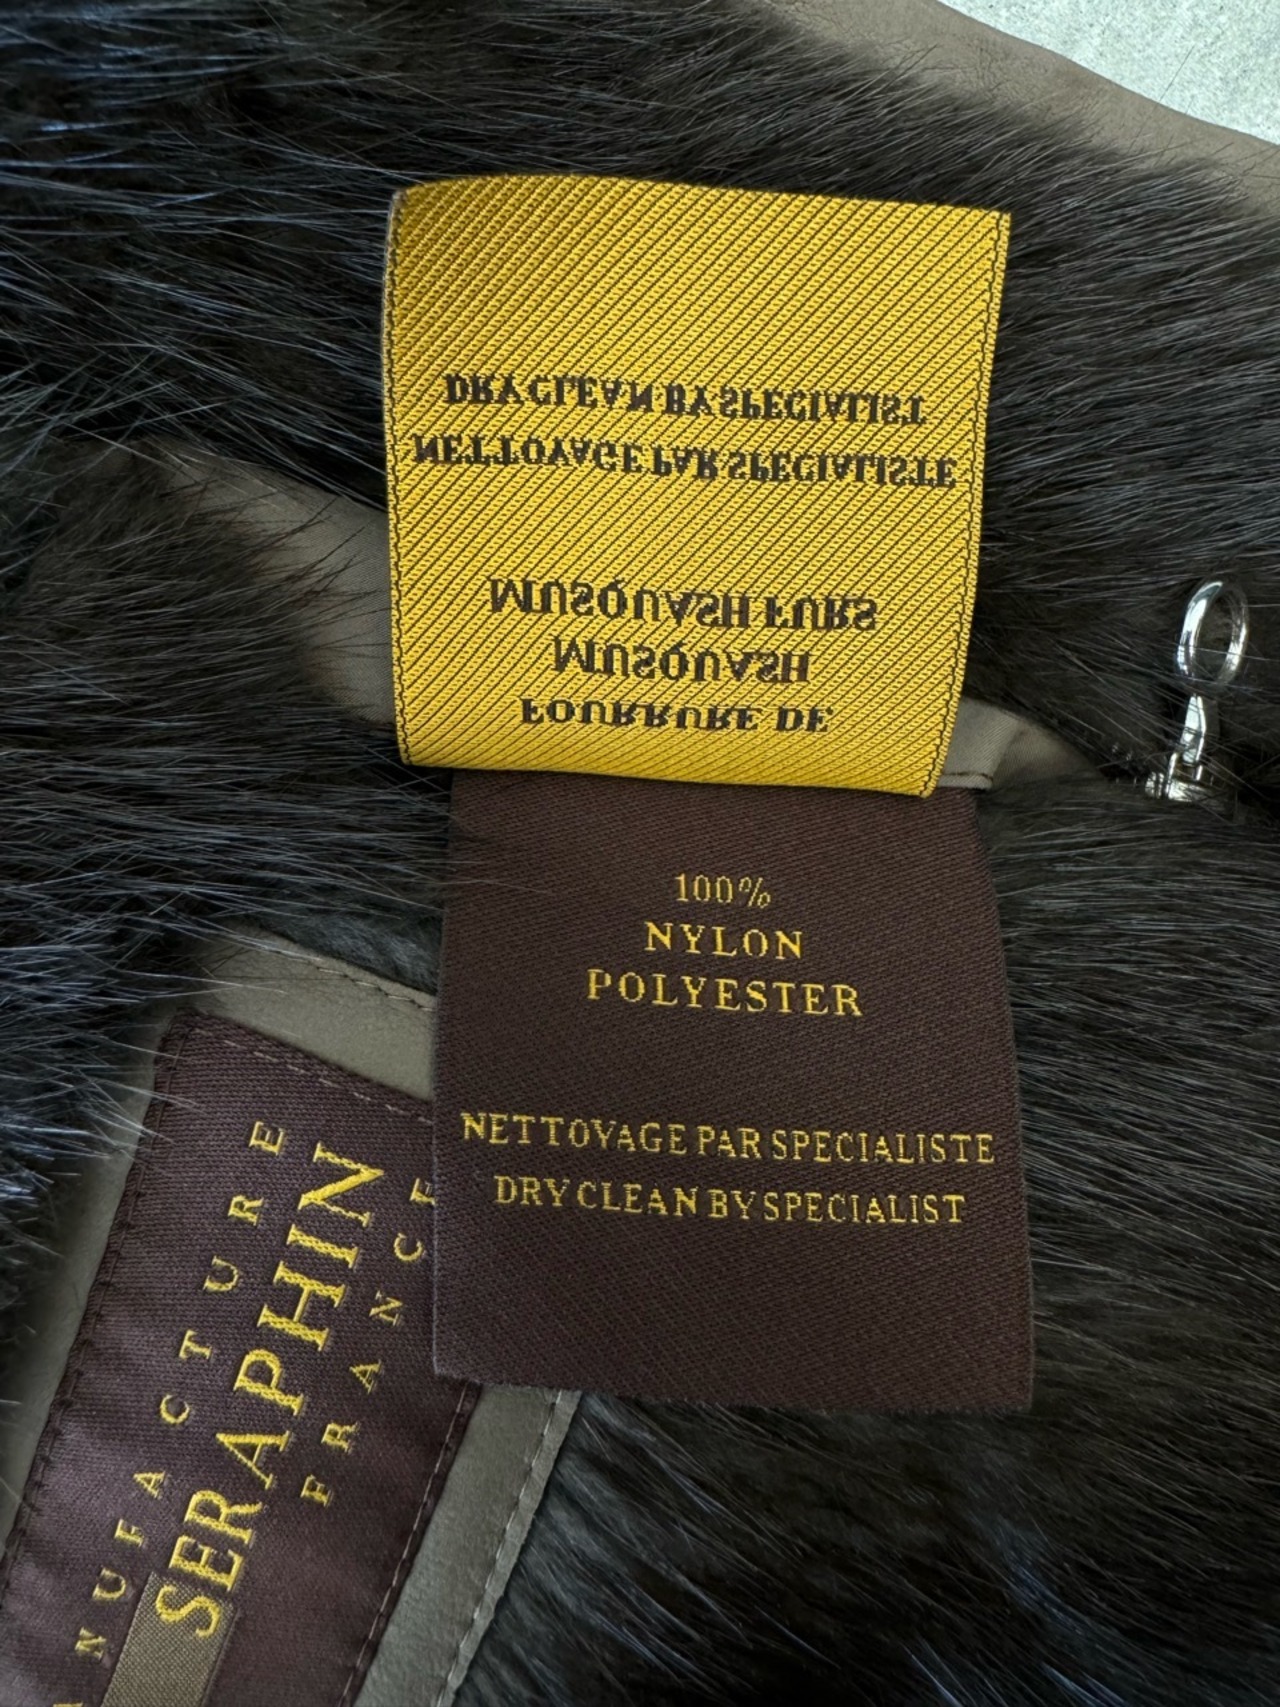 FOURRURE DE
MUSQUASH
MUSQUASH FURS
NETTOYAGE PAR SPECIALISTE
DRY CLEAN BY SPECIALIST
100%
NYLON
POLYESTER
NETTOYAGE PAR SPECIALISTE
DRY CLEAN BY SPECIALIST
ANUFACTURE
SERAPHIN
FRANCE